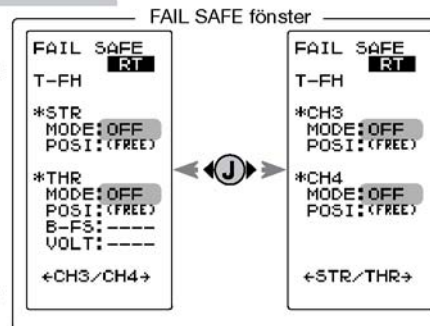 FAIL SAFE fönster
FAIL SAFE
RT
T-FH
*STR
MODE:OFF
POSI:(FREE)
*THR
MODE:OFF
POSI:(FREE)
B-FS:----
VOLT:----
←CH3/CH4→
J
FAIL SAFE
RT
T-FH
*CH3
MODE:OFF
POSI:(FREE)
*CH4
MODE:OFF
POSI:(FREE)
←STR/THR→